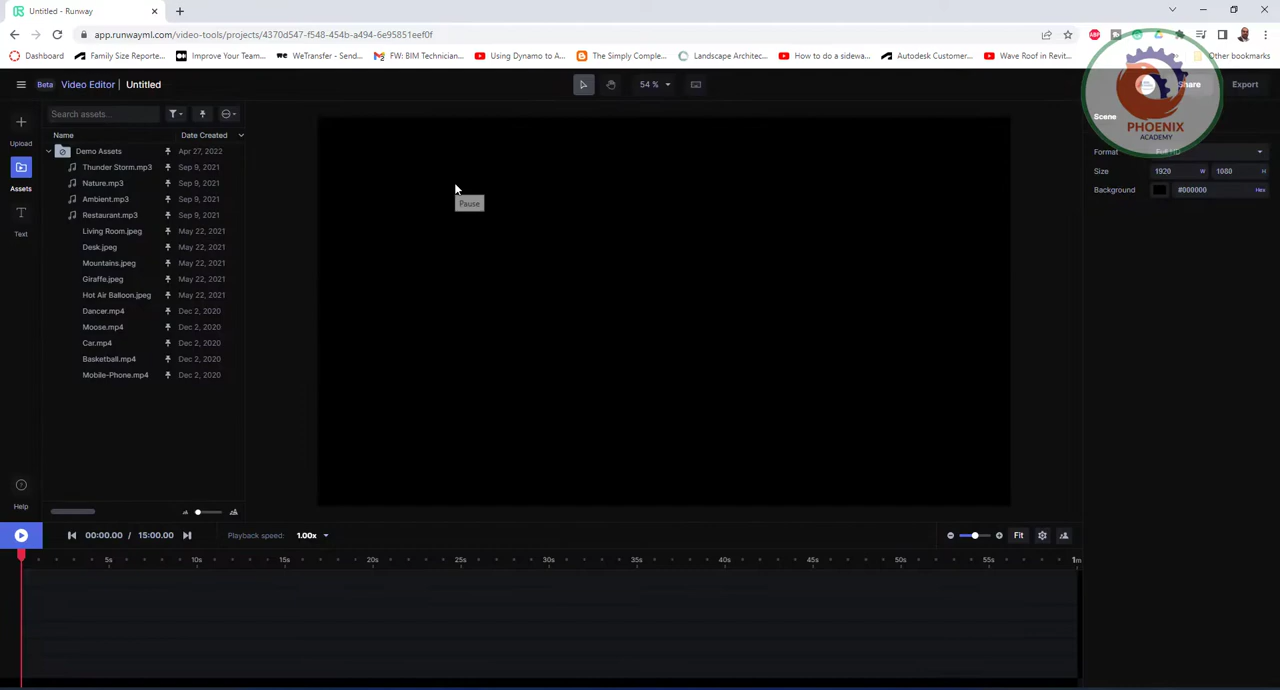 Untitled - Runway
app.runwayml.com/video-tools/projects/4370d547-f58-454b-a494-6e95851eef0f
Dashboard Family Size Reporte... Improve Your Team... WeTransfer - Send... FW: BIM Technician... Using Dynamo to A... The Simply Comple... Landscape Architec... How to do a sidewa... Autodesk Customer... Wave Roof in Revit... Other bookmarks
Beta Video Editor | Untitled 54 % Share Export
PHOENIX
ACADEMY
Search assets...
Upload
Assets
Text
Help
Name Date Created
Demo Assets Apr 27, 2022
Thunder Storm.mp3 Sep 9, 2021
Nature.mp3 Sep 9, 2021
Ambient.mp3 Sep 9, 2021
Restaurant.mp3 Sep 9, 2021
Living Room.jpeg May 22, 2021
Desk.jpeg May 22, 2021
Mountains.jpeg May 22, 2021
Giraffe.jpeg May 22, 2021
Hot Air Balloon.jpeg May 22, 2021
Dancer.mp4 Dec 2, 2020
Moose.mp4 Dec 2, 2020
Car.mp4 Dec 2, 2020
Basketball.mp4 Dec 2, 2020
Mobile-Phone.mp4 Dec 2, 2020
Pause
Scene
Format Full HD
Size 1920 W 1080 H
Background #000000 Hex
00:00.00 / 15:00.00 Playback speed: 1.00x Fit
5s 10s 15s 20s 25s 30s 35s 40s 45s 50s 55s 1m